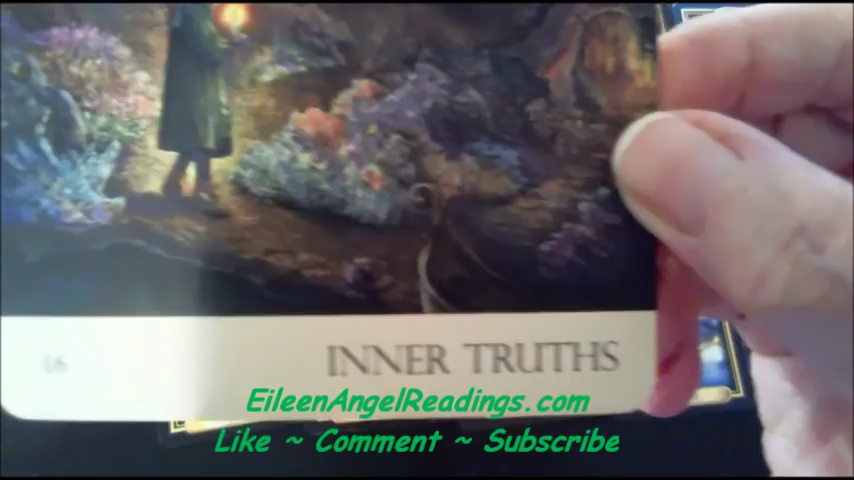 16
INNER TRUTHS
EileenAngelReadings.com
Like ~ Comment ~ Subscribe